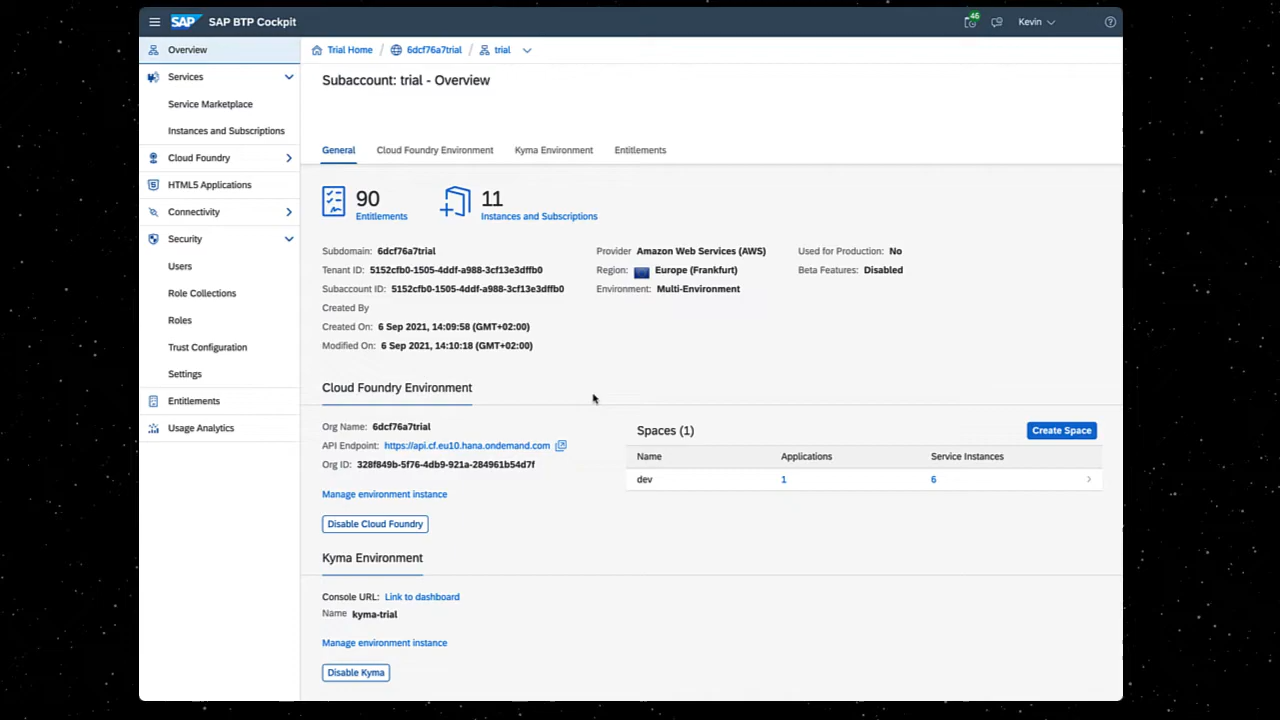 SAP SAP BTP Cockpit 46 Kevin
Overview
Services
Service Marketplace
Instances and Subscriptions
Cloud Foundry
HTML5 Applications
Connectivity
Security
Users
Role Collections
Roles
Trust Configuration
Settings
Entitlements
Usage Analytics
Trial Home / 6dcf76a7trial / trial
Subaccount: trial - Overview
General Cloud Foundry Environment Kyma Environment Entitlements
90 Entitlements
11 Instances and Subscriptions
Subdomain: 6dcf76a7trial
Tenant ID: 5152cfb0-1505-4ddf-a988-3cf13e3dffb0
Subaccount ID: 5152cfb0-1505-4ddf-a988-3cf13e3dffb0
Created By
Created On: 6 Sep 2021, 14:09:58 (GMT+02:00)
Modified On: 6 Sep 2021, 14:10:18 (GMT+02:00)
Provider Amazon Web Services (AWS)
Region: Europe (Frankfurt)
Environment: Multi-Environment
Used for Production: No
Beta Features: Disabled
Cloud Foundry Environment
Org Name: 6dcf76a7trial
API Endpoint: https://api.cf.eu10.hana.ondemand.com
Org ID: 328f849b-5f76-4db9-921a-284961b54d7f
Manage environment instance
Disable Cloud Foundry
Spaces (1) Create Space
Name Applications Service Instances
dev 1 6
Kyma Environment
Console URL: Link to dashboard
Name kyma-trial
Manage environment instance
Disable Kyma